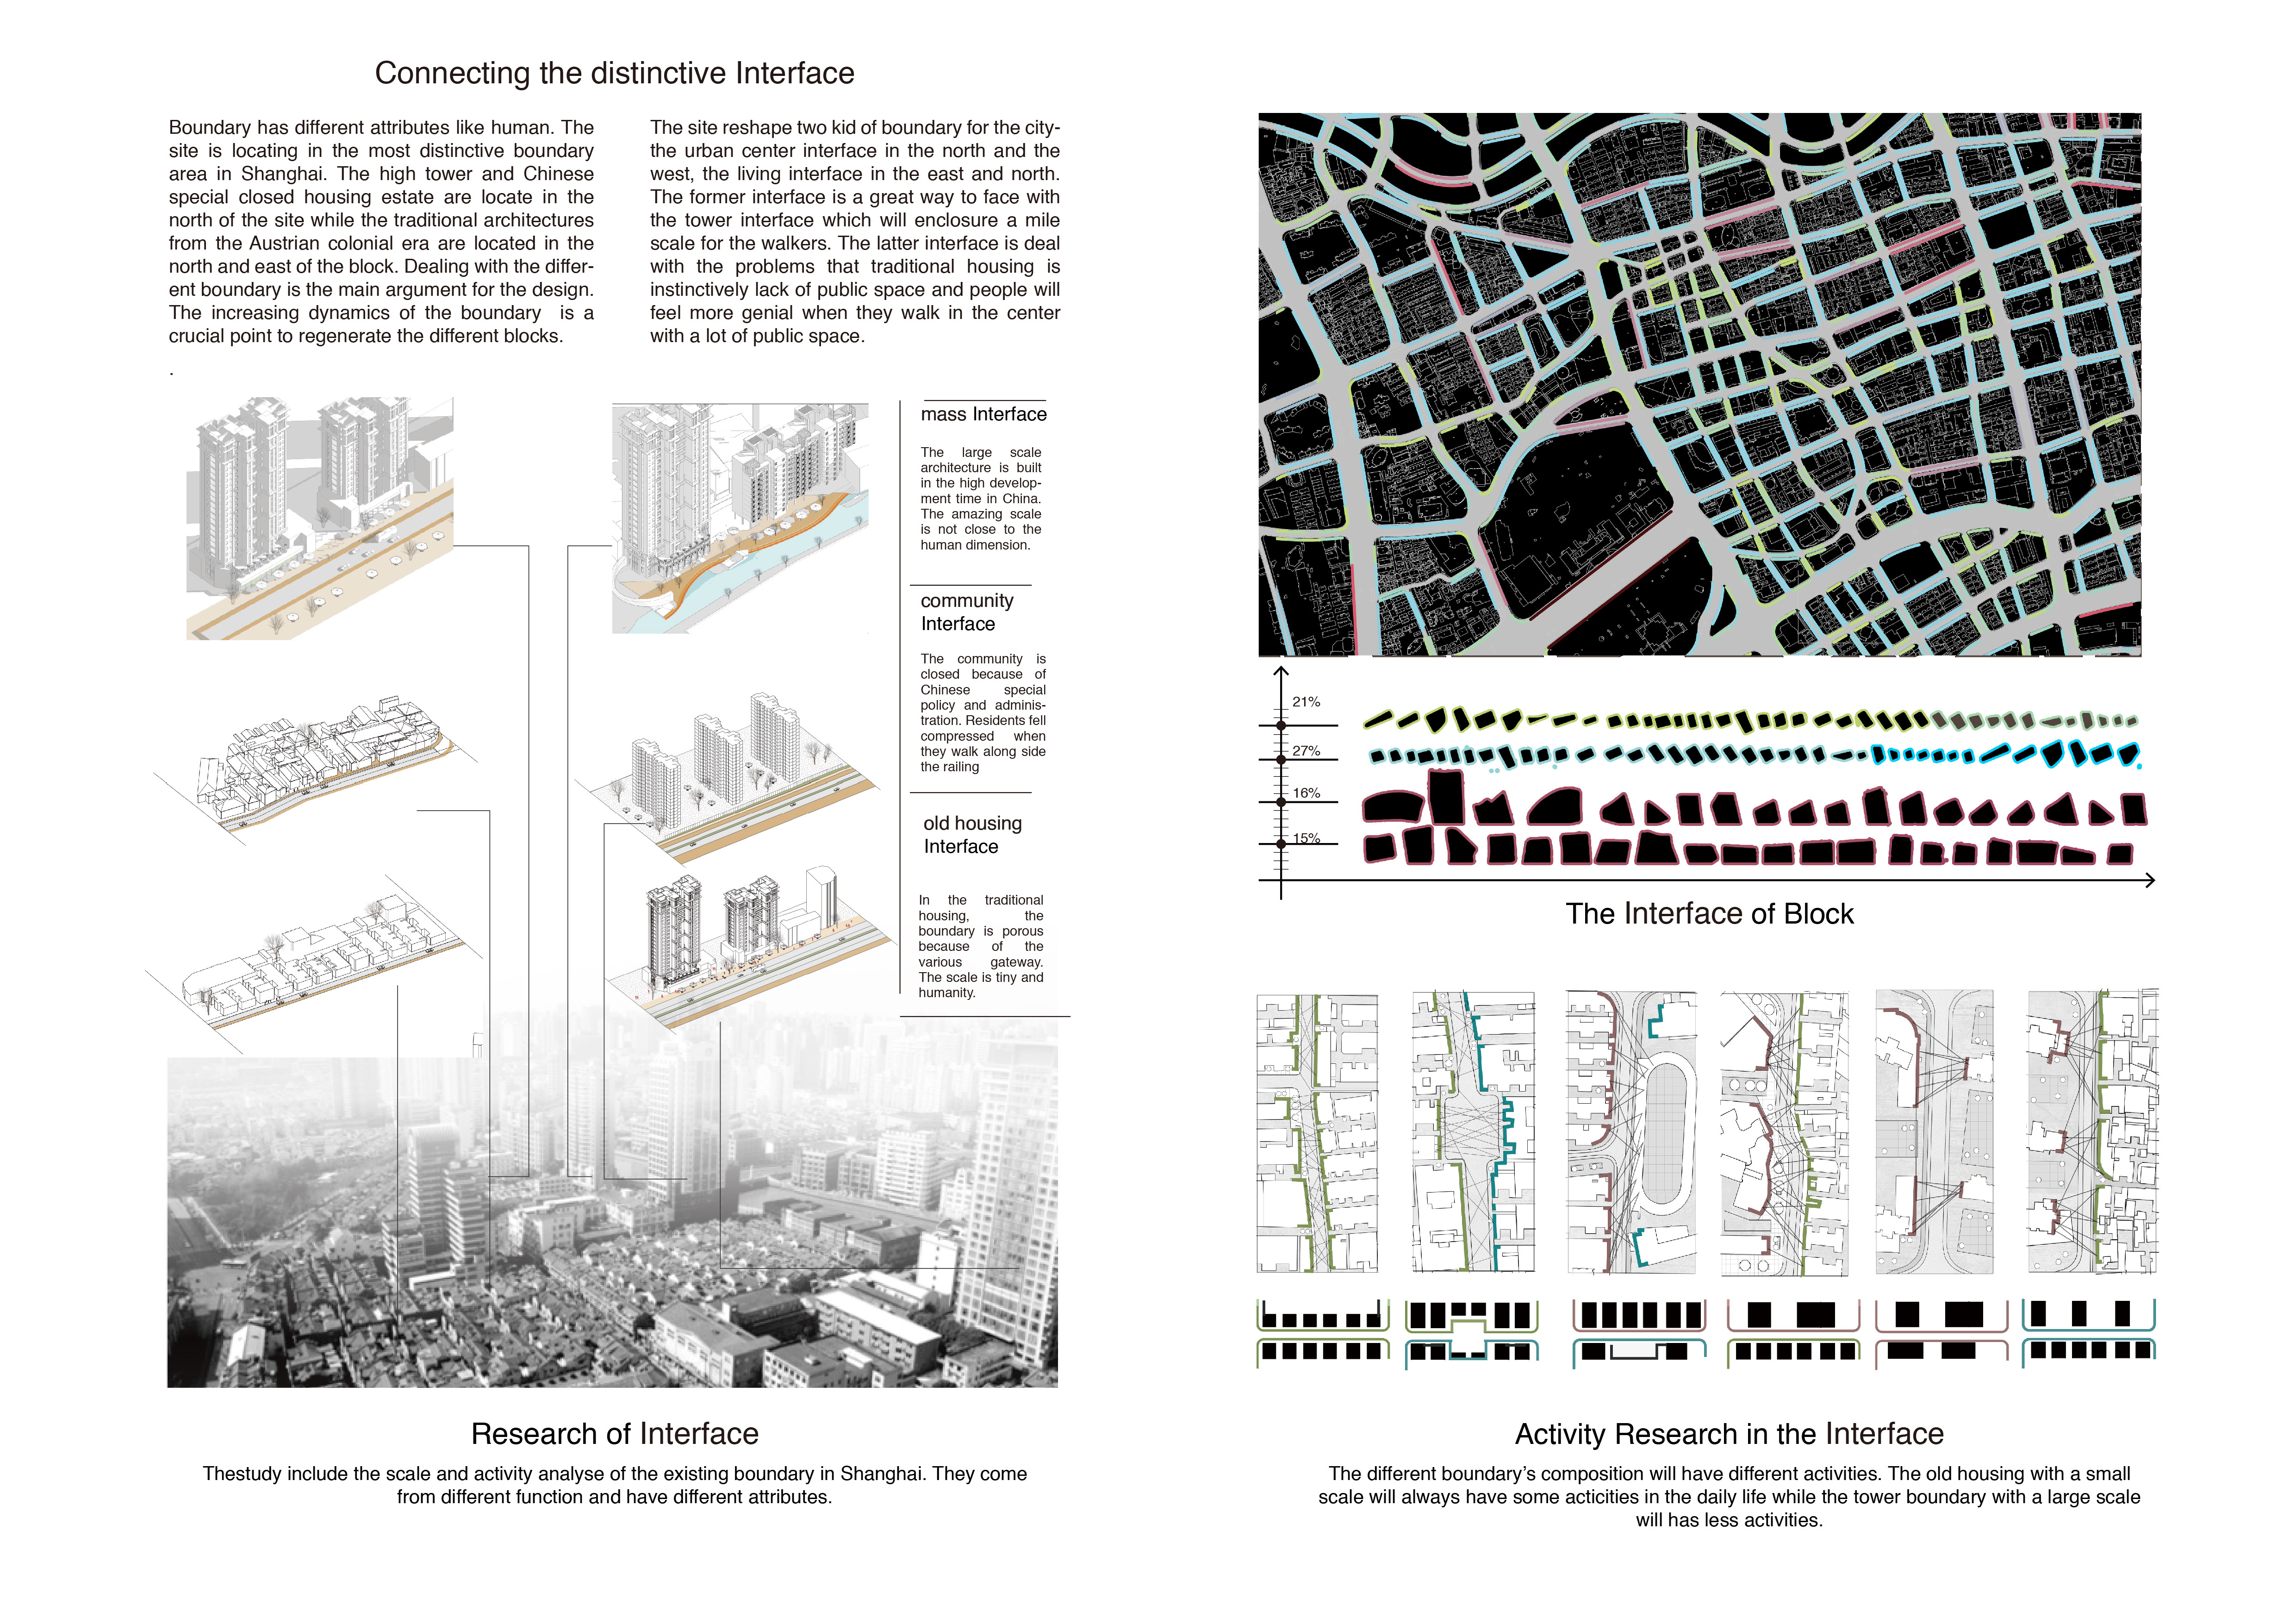 Connecting the distinctive Interface
Boundary has different attributes like human. The
site is locating in the most distinctive boundary
area in Shanghai. The high tower and Chinese
special closed housing estate are locate in the
north of the site while the traditional architectures
from the Austrian colonial era are located in the
north and east of the block. Dealing with the differ-
ent boundary is the main argument for the design.
The increasing dynamics of the boundary is a
crucial point to regenerate the different blocks.
.
The site reshape two kid of boundary for the city-
the urban center interface in the north and the
west, the living interface in the east and north.
The former interface is a great way to face with
the tower interface which will enclosure a mile
scale for the walkers. The latter interface is deal
with the problems that traditional housing is
instinctively lack of public space and people will
feel more genial when they walk in the center
with a lot of public space.
mass Interface
The large scale
architecture is built
in the high develop-
ment time in China.
The amazing scale
is not close to the
human dimension.
community
Interface
The community is
closed because of
Chinese special
policy and adminis-
tration. Residents fell
compressed when
they walk along side
the railing
old housing
Interface
In the traditional
housing, the
boundary is porous
because of the
various gateway.
The scale is tiny and
humanity.
Research of Interface
Thestudy include the scale and activity analyse of the existing boundary in Shanghai. They come
from different function and have different attributes.
21%
27%
16%
15%
The Interface of Block
Activity Research in the Interface
The different boundary's composition will have different activities. The old housing with a small
scale will always have some acticities in the daily life while the tower boundary with a large scale
will has less activities.